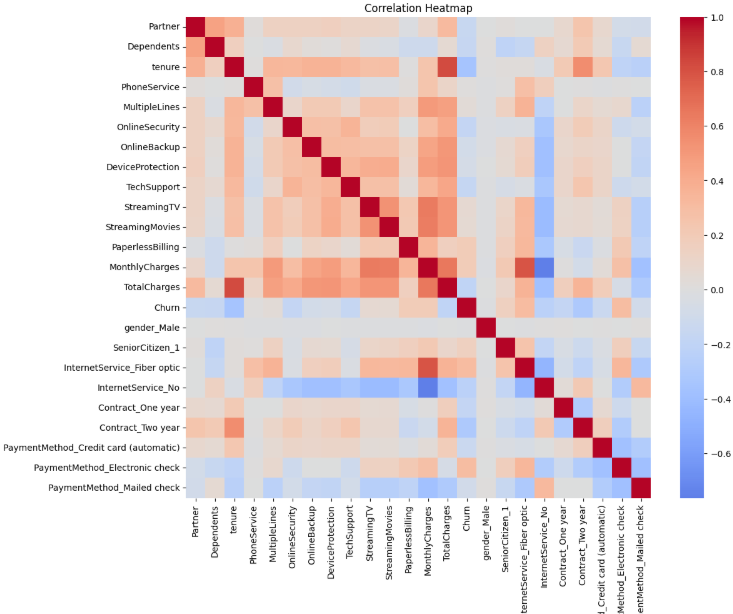 Correlation Heatmap
Partner
Dependents
tenure
PhoneService
MultipleLines
OnlineSecurity
OnlineBackup
DeviceProtection
TechSupport
StreamingTV
StreamingMovies
PaperlessBilling
MonthlyCharges
TotalCharges
Churn
gender_Male
SeniorCitizen_1
InternetService_Fiber optic
InternetService_No
Contract_One year
Contract_Two year
PaymentMethod_Credit card (automatic)
PaymentMethod_Electronic check
PaymentMethod_Mailed check
Partner
Dependents
tenure
PhoneService
MultipleLines
OnlineSecurity
OnlineBackup
DeviceProtection
TechSupport
StreamingTV
StreamingMovies
PaperlessBilling
MonthlyCharges
TotalCharges
Churn
gender_Male
SeniorCitizen_1
ternetService_Fiber optic
InternetService_No
Contract_One year
Contract_Two year
d_Credit card (automatic)
Method_Electronic check
entMethod_Mailed check
1.0
0.8
0.6
0.4
0.2
0.0
−0.2
−0.4
−0.6